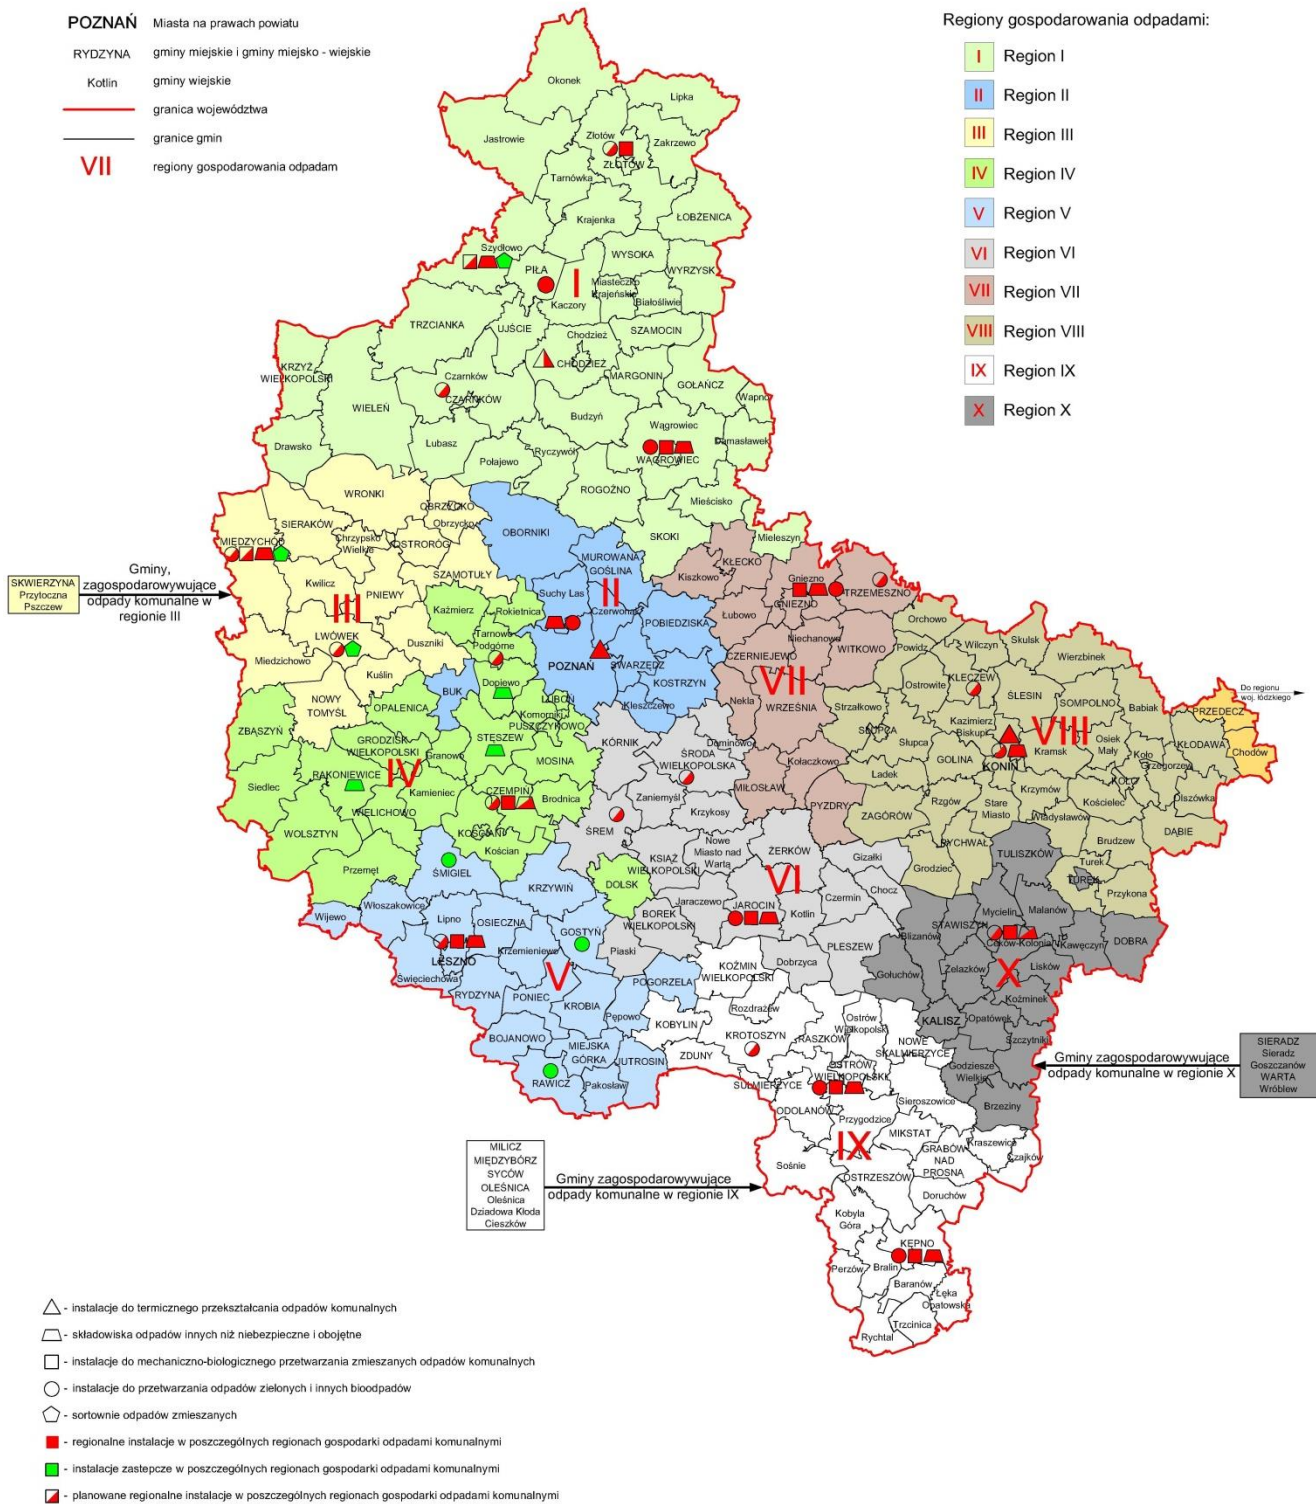 POZNAŃ Miasta na prawach powiatu
RYDZYNA gminy miejskie i gminy miejsko - wiejskie
Kotlin gminy wiejskie
granica województwa
granice gmin
VII regiony gospodarowania odpadam
Regiony gospodarowania odpadami:
I Region I
II Region II
III Region III
IV Region IV
V Region V
VI Region VI
VII Region VII
VIII Region VIII
IX Region IX
X Region X
Okonek
Lipka
Jastrowie
Złotów
Zakrzewo
ZŁOTÓW
Tarnówka
Krajenka
ŁOBŻENICA
Szydłowo
WYSOKA
PIŁA
I
WYRZYSK
Miasteczko
Krajeńskie
Kaczory
Białośliwie
TRZCIANKA
UJŚCIE
Chodzież
SZAMOCIN
CHODZIEŻ
KRZYŻ
WIELKOPOLSKI
MARGONIN
GOŁAŃCZ
Czarnków
CZARNKÓW
WIELEŃ
Wapno
Budzyń
Wągrowiec
Drawsko
Lubasz
Damasławek
Połajewo
Ryczywół
WĄGROWIEC
ROGOŹNO
Mieścisko
SKOKI
Mieleszyn
WRONKI
OBRZYCKO
Obrzycko
SIERAKÓW
Chrzypsko
Wielkie
OSTRORÓG
MIĘDZYCHÓD
SZAMOTUŁY
Kwilicz
PNIEWY
III
LWÓWEK
Duszniki
Miedzichowo
Kuślin
NOWY
TOMYŚL
SKWIERZYNA
Przytoczna
Pszczew
Gminy,
zagospodarowywujące
odpady komunalne w
regionie III
OBORNIKI
MUROWANA
GOŚLINA
II
Suchy Las
Czerwonak
POBIEDZISKA
POZNAŃ
SWARZĘDZ
KOSTRZYN
Kleszczewo
BUK
Kaźmierz
Rokietnica
Tarnowo
Podgórne
Dopiewo
LUBOŃ
Komorniki
PUSZCZYKOWO
OPALENICA
ZBĄSZYŃ
GRODZISK
WIELKOPOLSKI
Granowo
STĘSZEW
MOSINA
IV
RAKONIEWICE
Siedlec
Kamieniec
CZEMPIŃ
Brodnica
WIELICHOWO
WOLSZTYN
KOŚCIAN
Kościan
Przemęt
DOLSK
KŁECKO
Kiszkowo
Gniezno
GNIEZNO
TRZEMESZNO
Łubowo
Niechanowo
CZERNIEJEWO
WITKOWO
VII
Nekla
WRZEŚNIA
Kołaczkowo
MIŁOSŁAW
PYZDRY
Orchowo
Powidz
Wilczyn
Skulsk
Wierzbinek
Ostrowite
KLECZEW
ŚLESIN
SOMPOLNO
Babiak
Strzałkowo
SŁUPCA
Słupca
Kazimierz
Biskupi
VIII
Osiek
Mały
PRZEDECZ
Chodów
KŁODAWA
Do regionu
woj. łódzkiego
GOLINA
KONIN
Kramsk
Koło
Grzegorzew
KOŁO
Lądek
Krzymów
Olszówka
Rzgów
Stare
Miasto
Kościelec
ZAGÓRÓW
Władysławów
DĄBIE
RYCHWAŁ
Brudzew
Grodziec
Turek
TUREK
Przykona
KÓRNIK
Dominowo
ŚRODA
WIELKOPOLSKA
Zaniemyśl
Krzykosy
ŚREM
KSIĄŻ
WIELKOPOLSKI
Nowe
Miasto nad
Wartą
ŻERKÓW
Gizałki
VI
Jaraczewo
JAROCIN
Czermin
Chocz
BOREK
WIELKOPOLSKI
Kotlin
Piaski
PLESZEW
Dobrzyca
ŚMIGIEL
KRZYWIŃ
Włoszakowice
Wijewo
Lipno
OSIECZNA
GOSTYŃ
Krzemieniewo
LESZNO
Święciechowa
V
POGORZELA
RYDZYNA
PONIEC
KROBIA
Pępowo
BOJANOWO
MIEJSKA
GÓRKA
JUTROSIN
RAWICZ
Pakosław
TULISZKÓW
Mycielin
Malanów
STAWISZYN
Ceków-Kolonia
Kawęczyn
DOBRA
Blizanów
Gołuchów
Żelazków
X
Lisków
Koźminek
KALISZ
Opatówek
Szczytniki
Godziesze
Wielkie
Brzeziny
Gminy zagospodarowywujące
odpady komunalne w regionie X
SIERADZ
Sieradz
Goszczanów
WARTA
Wróblew
KOŹMIN
WIELKOPOLSKI
Rozdrażew
KOBYLIN
KROTOSZYN
Ostrów
Wielkopolski
RASZKÓW
ZDUNY
NOWE
SKALMIERZYCE
OSTRÓW
WIELKOPOLSKI
SULMIERZYCE
Sieroszowice
ODOLANÓW
Przygodzice
MIKSTAT
IX
GRABÓW
NAD
PROSNĄ
Kraszewice
Czajków
Sośnie
OSTRZESZÓW
Doruchów
Kobyla
Góra
KĘPNO
Perzów
Bralin
Baranów
Łęka
Opatowska
Trzcinica
Rychtal
MILICZ
MIĘDZYBÓRZ
SYCÓW
OLEŚNICA
Oleśnica
Dziadowa Kłoda
Cieszków
Gminy zagospodarowywujące
odpady komunalne w regionie IX
- instalacje do termicznego przekształcania odpadów komunalnych
- składowiska odpadów innych niż niebezpieczne i obojętne
- instalacje do mechaniczno-biologicznego przetwarzania zmieszanych odpadów komunalnych
- instalacje do przetwarzania odpadów zielonych i innych bioodpadów
- sortownie odpadów zmieszanych
- regionalne instalacje w poszczególnych regionach gospodarki odpadami komunalnymi
- instalacje zastepcze w poszczególnych regionach gospodarki odpadami komunalnymi
- planowane regionalne instalacje w poszczególnych regionach gospodarki odpadami komunalnymi